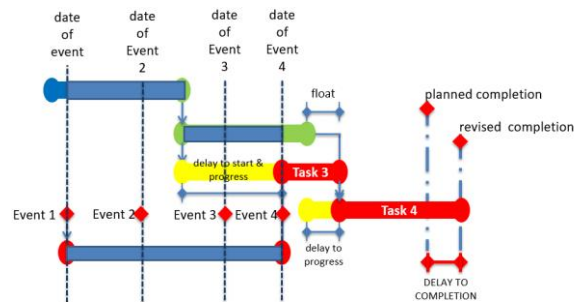 date
of
event
date
of
Event
2
date
of
Event
3
date
of
Event
4
float
planned completion
revised completion
delay to start &
progress
Task 3
Event 1
Event 2
Event 3
Event 4
Task 4
delay to
progress
DELAY TO
COMPLETION